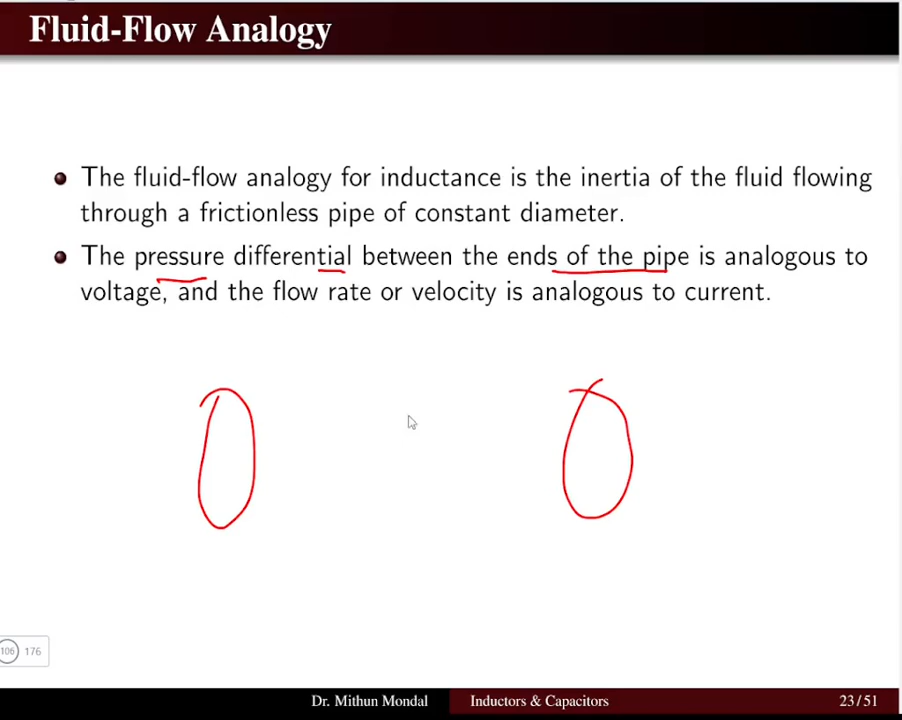 Fluid-Flow Analogy
The fluid-flow analogy for inductance is the inertia of the fluid flowing
through a frictionless pipe of constant diameter.
The pressure differential between the ends of the pipe is analogous to
voltage, and the flow rate or velocity is analogous to current.
106 176
Dr. Mithun Mondal Inductors & Capacitors 23/51